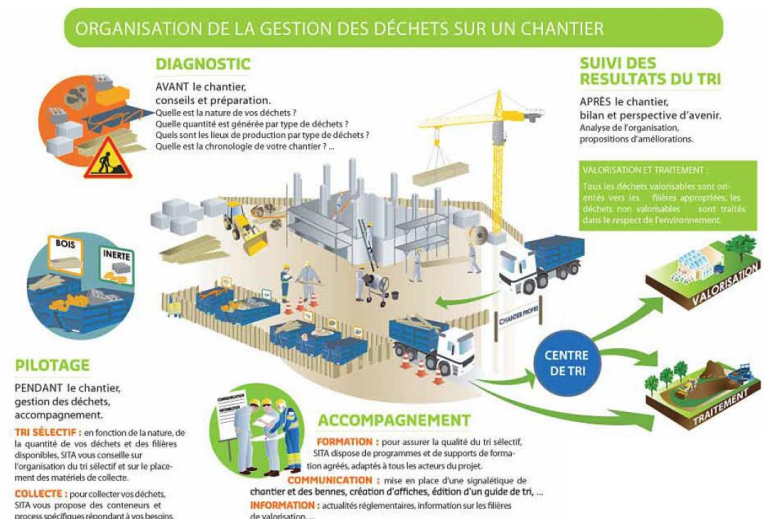 ORGANISATION DE LA GESTION DES DÉCHETS SUR UN CHANTIER
DIAGNOSTIC
AVANT le chantier,
conseils et préparation.
Quelle est la nature de vos déchets ?
Quelle quantité est générée par type de déchets ?
Quels sont les lieux de production par type de déchets ?
Quelle est la chronologie de votre chantier ? ...
SUIVI DES
RESULTATS DU TRI
APRÈS le chantier,
bilan et perspective d'avenir.
Analyse de l'organisation,
propositions d'améliorations.
VALORISATION ET TRAITEMENT :
Tous les déchets valorisables sont ori-
entés vers les filières appropriées, les
déchets non valorisables sont traités
dans le respect de l'environnement.
BOIS
INERTE
VALORISATION
CHANTIER PROPRE
CENTRE
DE TRI
TRAITEMENT
PILOTAGE
PENDANT le chantier,
gestion des déchets,
accompagnement.
TRI SÉLECTIF : en fonction de la nature, de
la quantité de vos déchets et des filières
disponibles, SITA vous conseille sur
l'organisation du tri sélectif et sur le place-
ment des matériels de collecte.
COLLECTE : pour collecter vos déchets,
SITA vous propose des conteneurs et
process spécifiques répondant à vos besoins.
COMMUNICATION
INFORMATION
ACCOMPAGNEMENT
FORMATION : pour assurer la qualité du tri sélectif,
SITA dispose de programmes et de supports de forma-
tion agréés, adaptés à tous les acteurs du projet.
COMMUNICATION : mise en place d'une signalétique de
chantier et des bennes, création d'affiches, édition d'un guide de tri, ...
INFORMATION : actualités réglementaires, information sur les filières
de valorisation, ...